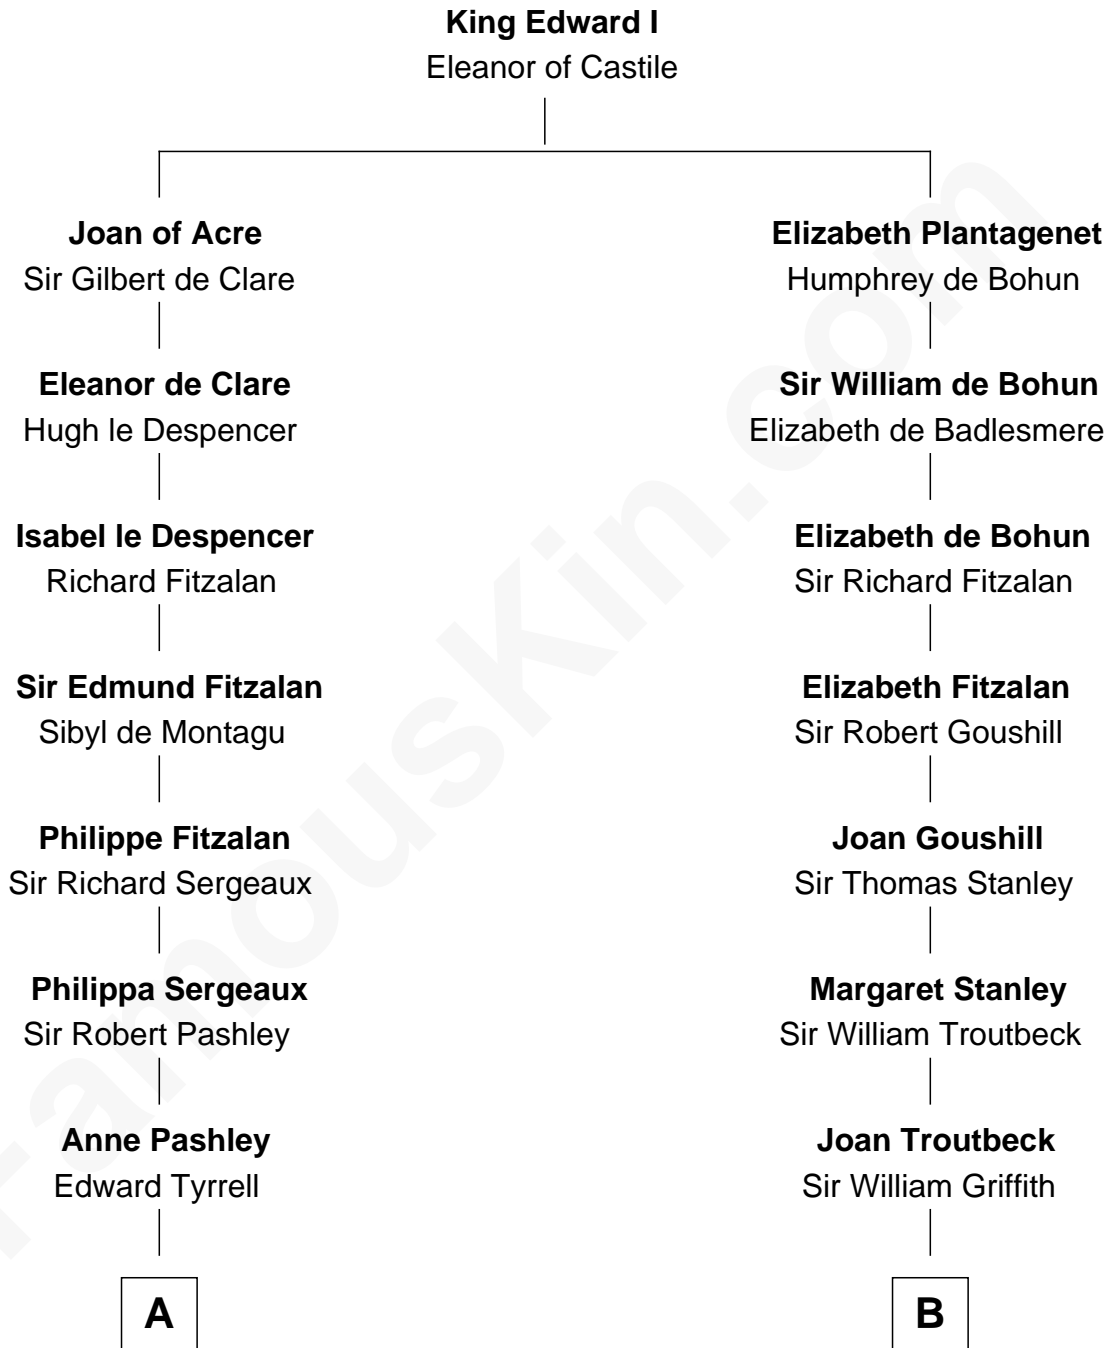 King Edward I
Eleanor of Castile
Joan of Acre
Sir Gilbert de Clare
Elizabeth Plantagenet
Humphrey de Bohun
Eleanor de Clare
Hugh le Despencer
Sir William de Bohun
Elizabeth de Badlesmere
Isabel le Despencer
Richard Fitzalan
Elizabeth de Bohun
Sir Richard Fitzalan
Sir Edmund Fitzalan
Sibyl de Montagu
Elizabeth Fitzalan
Sir Robert Goushill
Philippe Fitzalan
Sir Richard Sergeaux
Joan Goushill
Sir Thomas Stanley
Philippa Sergeaux
Sir Robert Pashley
Margaret Stanley
Sir William Troutbeck
Anne Pashley
Edward Tyrrell
Joan Troutbeck
Sir William Griffith
A
B
FamousKin.com